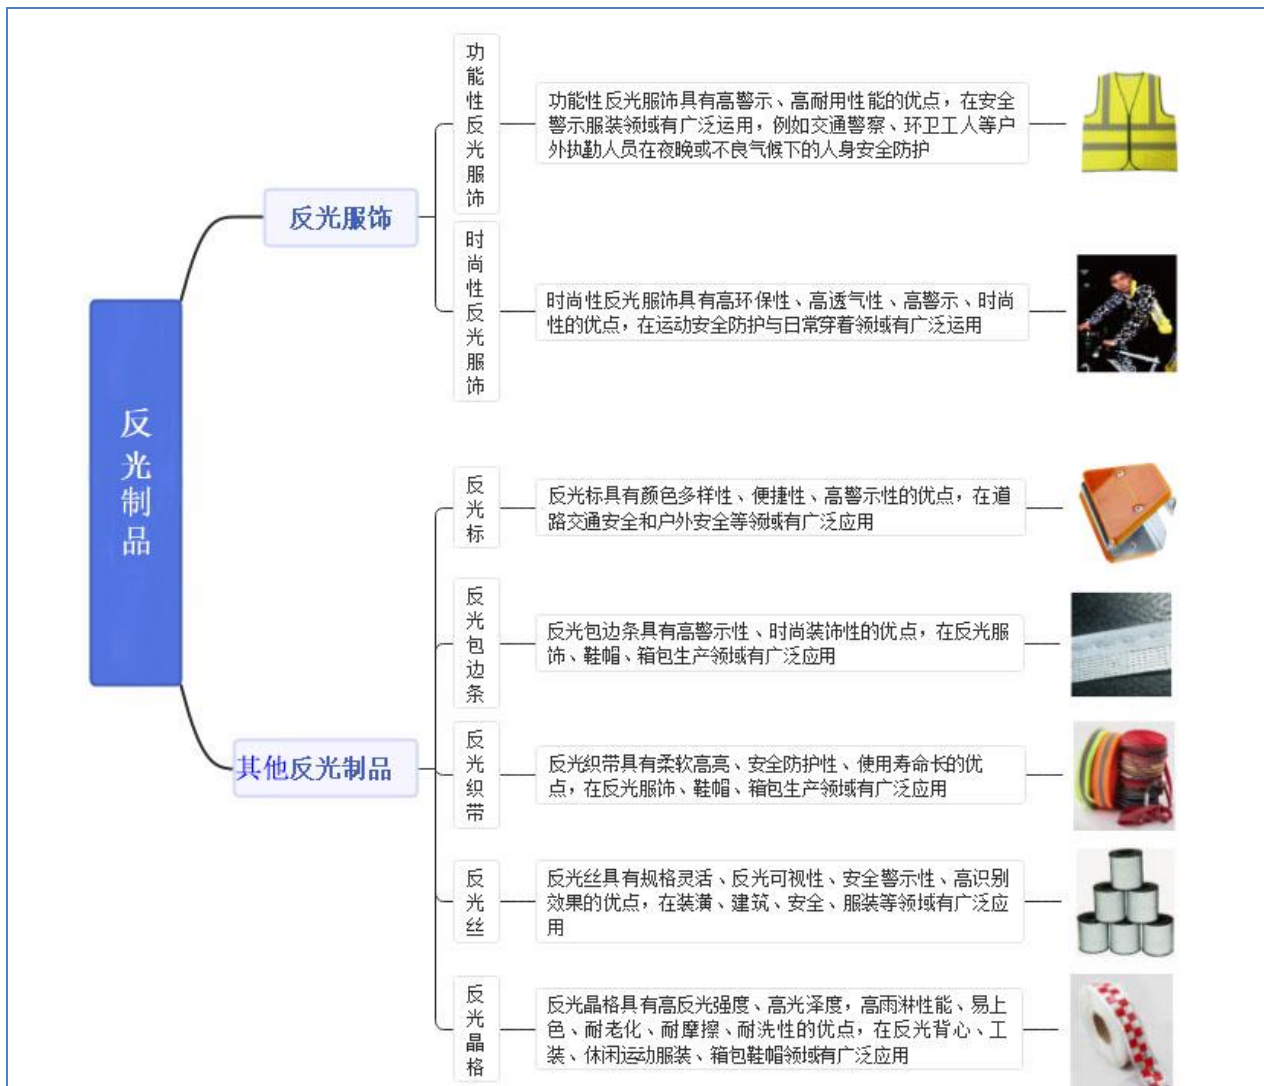 反光制品
反光服饰
功能性反光服饰
功能性反光服饰具有高警示、高耐用性能的优点，在安全
警示服装领域有广泛运用，例如交通警察、环卫工人等户
外执勤人员在夜晚或不良气候下的人身安全防护
时尚性反光服饰
时尚性反光服饰具有高环保性、高透气性、高警示、时尚
性的优点，在运动安全防护与日常穿着领域有广泛运用
其他反光制品
反光标
反光标具有颜色多样性、便捷性、高警示性的优点，在道
路交通安全和户外安全等领域有广泛应用
反光包边条
反光包边条具有高警示性、时尚装饰性的优点，在反光服
饰、鞋帽、箱包生产领域有广泛应用
反光织带
反光织带具有柔软高亮、安全防护性、使用寿命长的优
点，在反光服饰、鞋帽、箱包生产领域有广泛应用
反光丝
反光丝具有规格灵活、反光可视性、安全警示性、高识别
效果的优点，在装潢、建筑、安全、服装等领域有广泛应
用
反光晶格
反光晶格具有高反光强度、高光泽度，高雨淋性能、易上
色、耐老化、耐摩擦、耐洗性的优点，在反光背心、工
装、休闲运动服装、箱包鞋帽领域有广泛应用